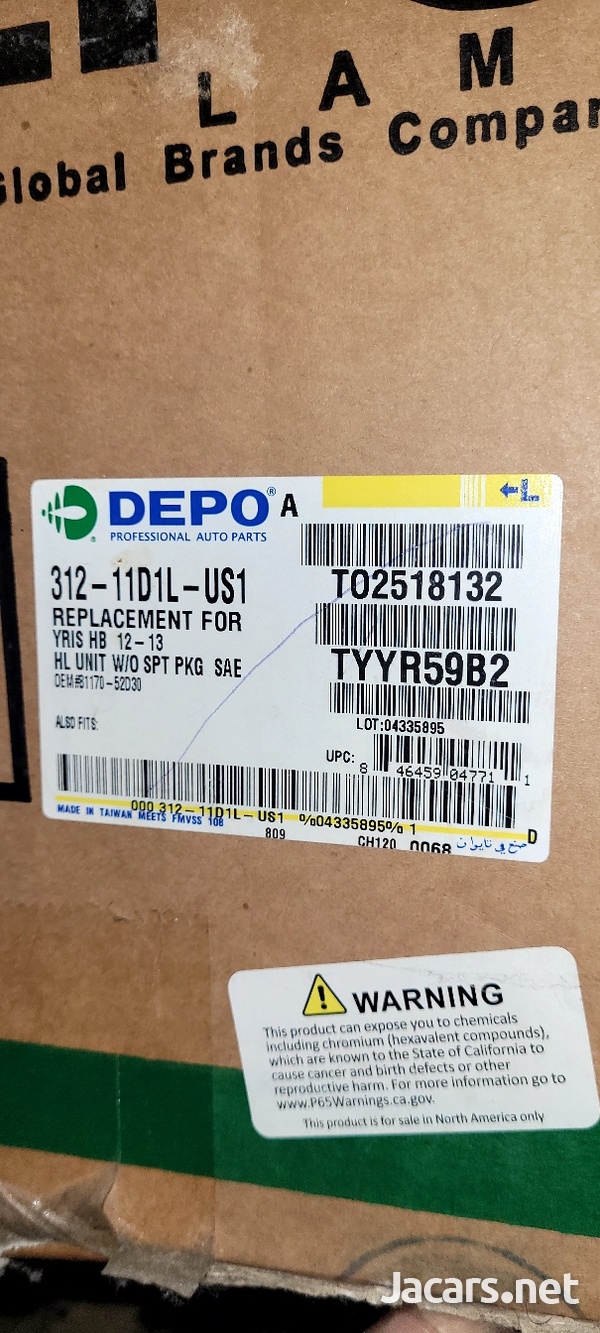 L A M
Global Brands Compan
DEPO® A
PROFESSIONAL AUTO PARTS
←L
312-11D1L-US1
REPLACEMENT FOR
YRIS HB 12-13
HL UNIT W/O SPT PKG SAE
OEM#81170-52D30
ALSO FITS:
TO2518132
TYYR59B2
LOT:04335895
UPC: 8 46459 04771 1
000 312-11D1L-US1 %04335895% 1
MADE IN TAIWAN MEETS FMVSS 108
809
CH120 0068
صنع في تايوان
D
WARNING
This product can expose you to chemicals
including chromium (hexavalent compounds),
which are known to the State of California to
cause cancer and birth defects or other
reproductive harm. For more information go to
www.P65Warnings.ca.gov.
This product is for sale in North America only
Jacars.net